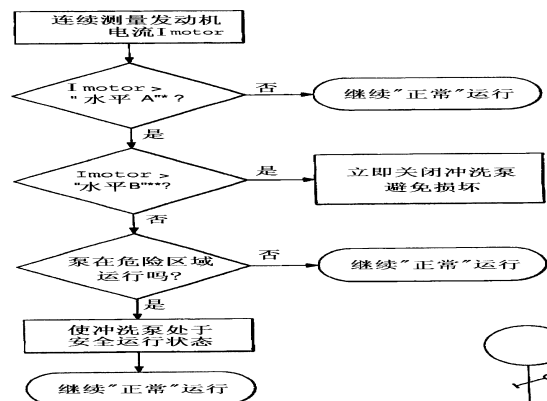 连续测量发动机
电流Imotor
Imotor>
"水平 A"*?
否
继续"正常"运行
是
Imotor>
"水平B"**?
是
立即关闭冲洗泵
避免损坏
否
泵在危险区域
运行吗?
否
继续"正常"运行
是
使冲洗泵处于
安全运行状态
继续"正常"运行